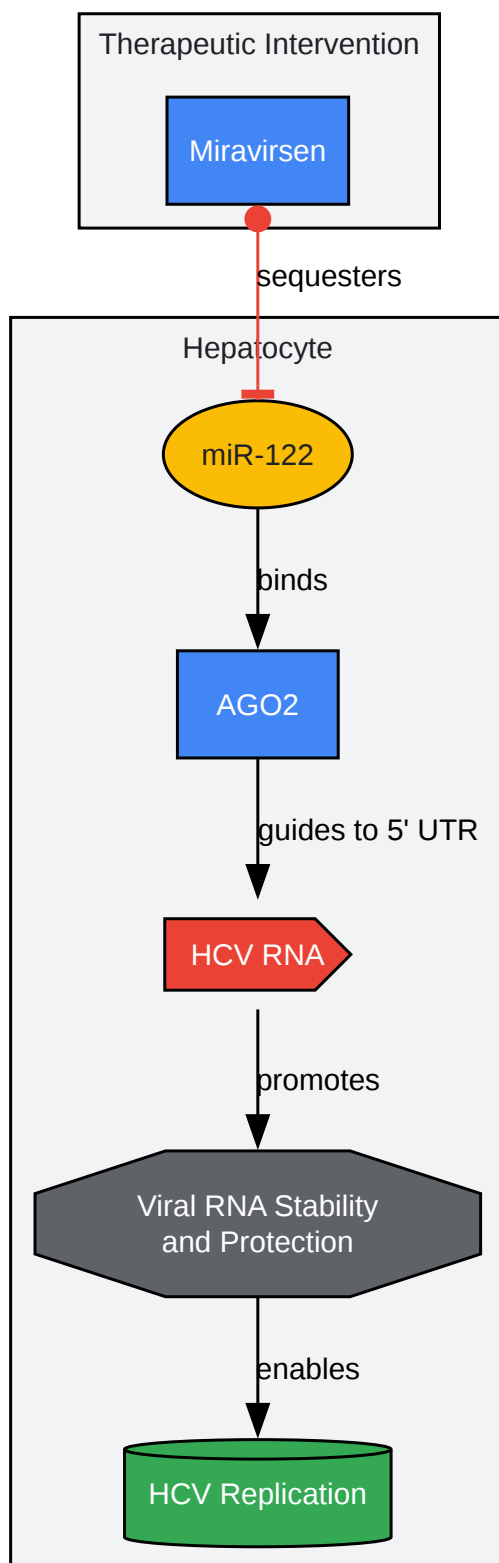 Therapeutic Intervention
Miravirsen
sequesters
Hepatocyte
miR-122
binds
AGO2
guides to 5' UTR
HCV RNA
promotes
Viral RNA Stability
and Protection
enables
HCV Replication